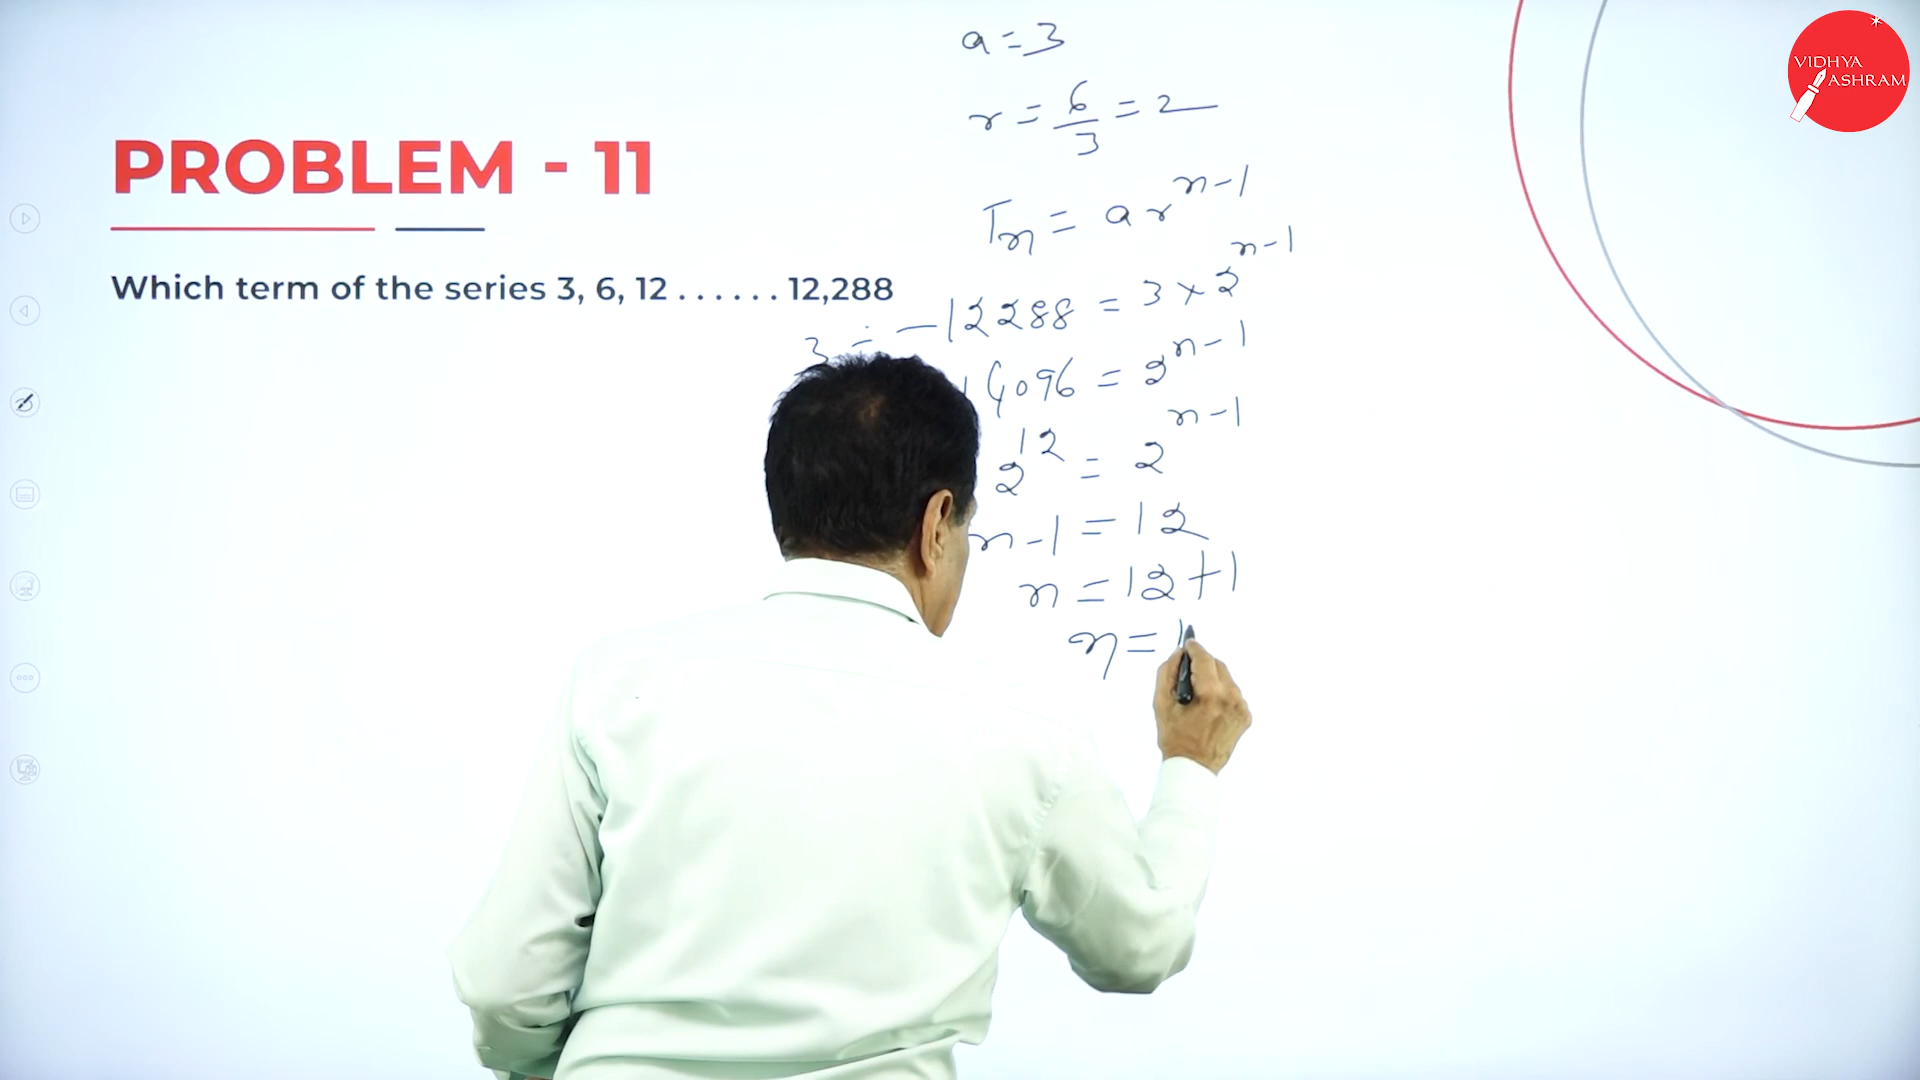 VIDHYA
ASHRAM
PROBLEM - 11
Which term of the series 3, 6, 12 . . . . . . 12,288
a = 3
r = 6/3 = 2
Tn = ar^n-1
12288 = 3 × 2^n-1
4096 = 2^n-1
2^12 = 2^n-1
n-1 = 12
n = 12+1
n = 1